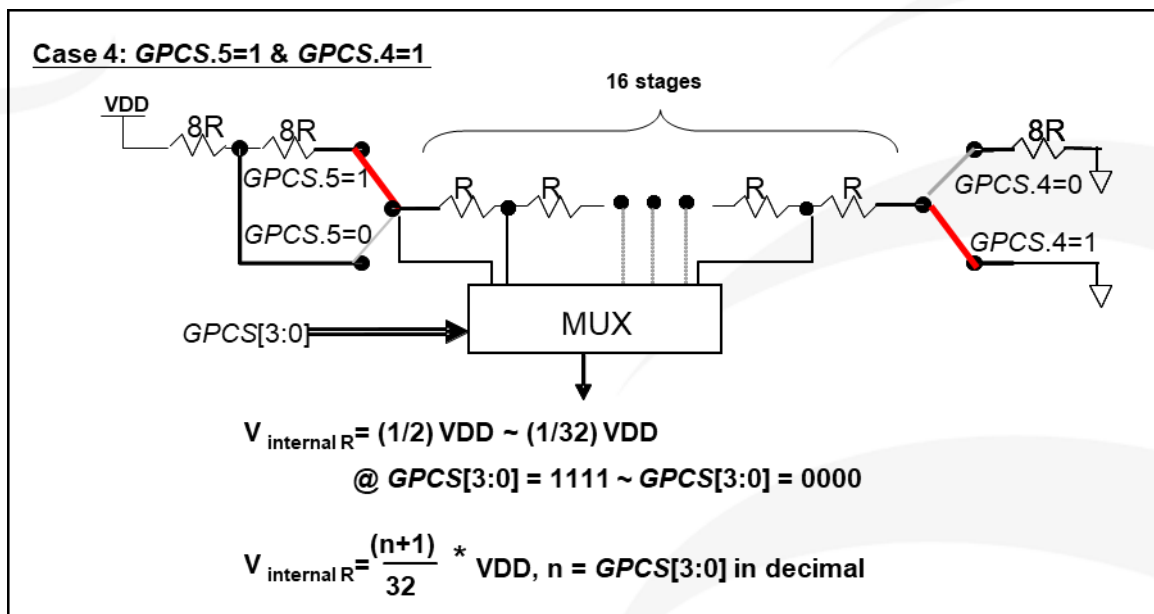 Case 4: GPCS.5=1 & GPCS.4=1
16 stages
VDD
8R
8R
8R
GPCS.5=1
R
R
R
R
GPCS.4=0
GPCS.5=0
GPCS.4=1
GPCS[3:0]
MUX
V internal R= (1/2) VDD ~ (1/32) VDD
@ GPCS[3:0] = 1111 ~ GPCS[3:0] = 0000
V internal R= (n+1)/32 * VDD, n = GPCS[3:0] in decimal